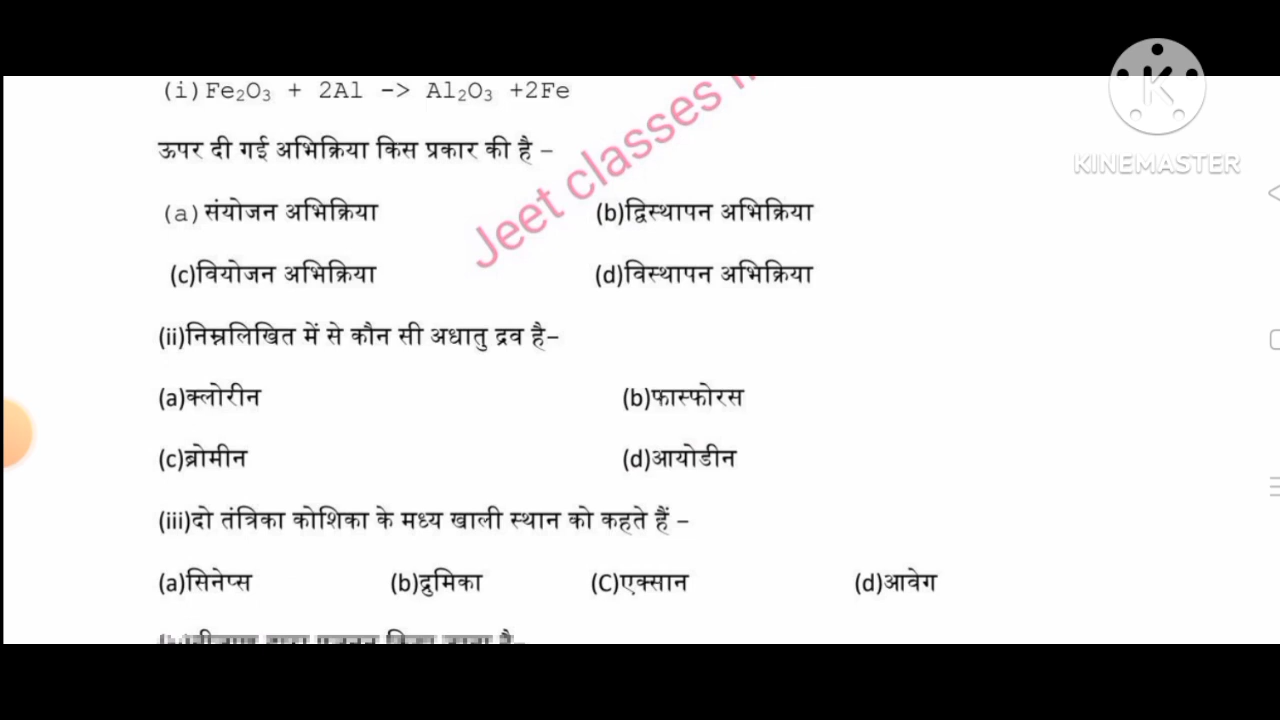 (i)Fe₂O₃ + 2Al -> Al₂O₃ +2Fe
KINEMASTER
ऊपर दी गई अभिक्रिया किस प्रकार की है –
Jeet classes
(a)संयोजन अभिक्रिया (b)द्विस्थापन अभिक्रिया
(c)वियोजन अभिक्रिया (d)विस्थापन अभिक्रिया
(ii)निम्नलिखित में से कौन सी अधातु द्रव है–
(a)क्लोरीन (b)फास्फोरस
(c)ब्रोमीन (d)आयोडीन
(iii)दो तंत्रिका कोशिका के मध्य खाली स्थान को कहते हैं –
(a)सिनेप्स (b)द्रुमिका (C)एक्सान (d)आवेग